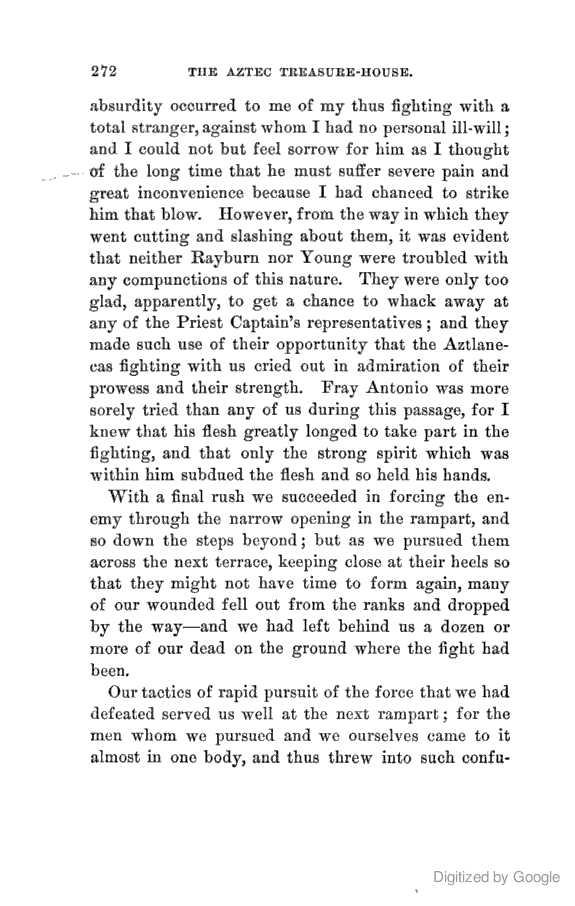 272 THE AZTEC TREASURE-HOUSE.
absurdity occurred to me of my thus fighting with a
total stranger, against whom I had no personal ill-will;
and I could not but feel sorrow for him as I thought
of the long time that he must suffer severe pain and
great inconvenience because I had chanced to strike
him that blow. However, from the way in which they
went cutting and slashing about them, it was evident
that neither Rayburn nor Young were troubled with
any compunctions of this nature. They were only too
glad, apparently, to get a chance to whack away at
any of the Priest Captain's representatives; and they
made such use of their opportunity that the Aztlane-
cas fighting with us cried out in admiration of their
prowess and their strength. Fray Antonio was more
sorely tried than any of us during this passage, for I
knew that his flesh greatly longed to take part in the
fighting, and that only the strong spirit which was
within him subdued the flesh and so held his hands.
With a final rush we succeeded in forcing the en-
emy through the narrow opening in the rampart, and
so down the steps beyond; but as we pursued them
across the next terrace, keeping close at their heels so
that they might not have time to form again, many
of our wounded fell out from the ranks and dropped
by the way—and we had left behind us a dozen or
more of our dead on the ground where the fight had
been.
Our tactics of rapid pursuit of the force that we had
defeated served us well at the next rampart; for the
men whom we pursued and we ourselves came to it
almost in one body, and thus threw into such confu-
Digitized by Google